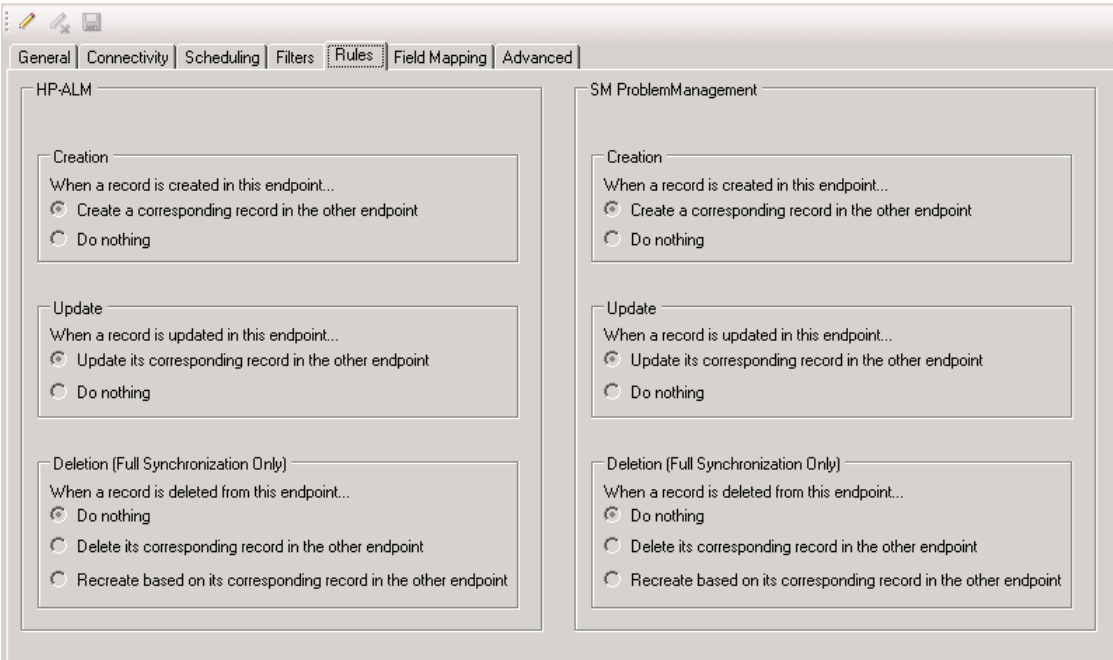 General Connectivity Scheduling Filters Rules Field Mapping Advanced
HP-ALM
Creation
When a record is created in this endpoint...
Create a corresponding record in the other endpoint
Do nothing
Update
When a record is updated in this endpoint...
Update its corresponding record in the other endpoint
Do nothing
Deletion (Full Synchronization Only)
When a record is deleted from this endpoint...
Do nothing
Delete its corresponding record in the other endpoint
Recreate based on its corresponding record in the other endpoint
SM ProblemManagement
Creation
When a record is created in this endpoint...
Create a corresponding record in the other endpoint
Do nothing
Update
When a record is updated in this endpoint...
Update its corresponding record in the other endpoint
Do nothing
Deletion (Full Synchronization Only)
When a record is deleted from this endpoint...
Do nothing
Delete its corresponding record in the other endpoint
Recreate based on its corresponding record in the other endpoint